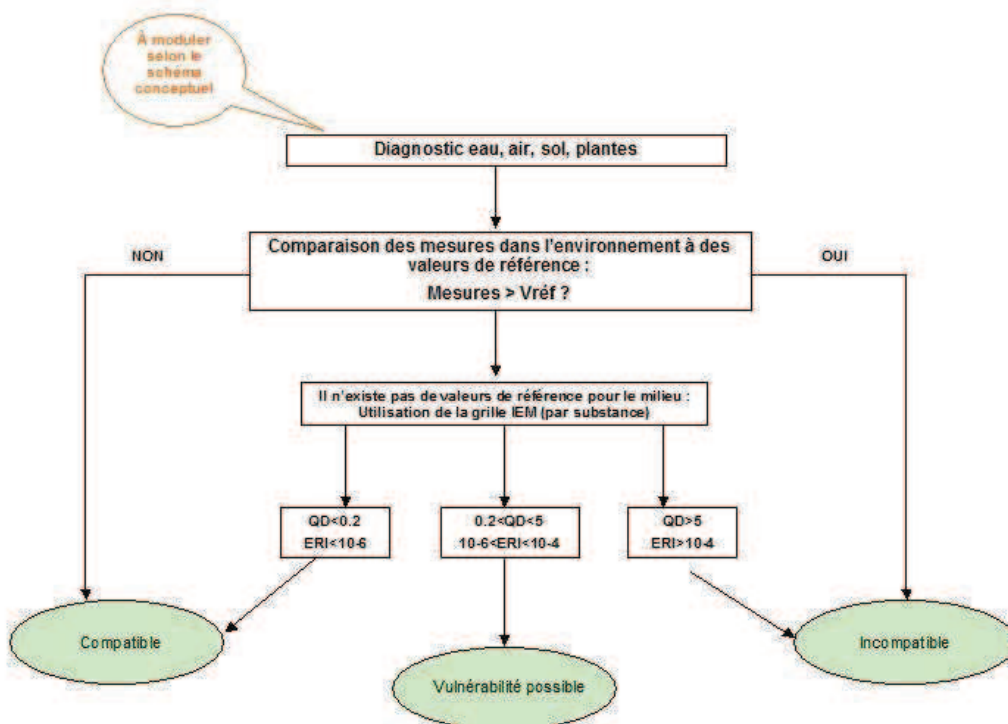 À moduler
selon le
schéma
conceptuel
Diagnostic eau, air, sol, plantes
NON
Comparaison des mesures dans l'environnement à des
valeurs de référence :
Mesures > Vréf ?
OUI
Il n'existe pas de valeurs de référence pour le milieu :
Utilisation de la grille IEM (par substance)
QD<0.2
ERI<10-6
0.2<QD<5
10-6<ERI<10-4
QD>5
ERI>10-4
Compatible
Vulnérabilité possible
Incompatible